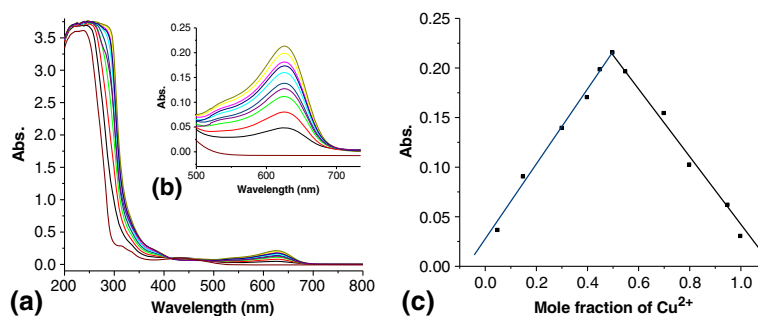 3.5
3.0
2.5
2.0
1.5
1.0
0.5
0.0
Abs.
200 300 400 500 600 700 800
Wavelength (nm)
(a)
0.25
0.20
0.15
0.10
0.05
0.00
Abs.
500 600 700
Wavelength (nm)
(b)
0.25
0.20
0.15
0.10
0.05
0.00
Abs.
0.0 0.2 0.4 0.6 0.8 1.0
Mole fraction of Cu²⁺
(c)